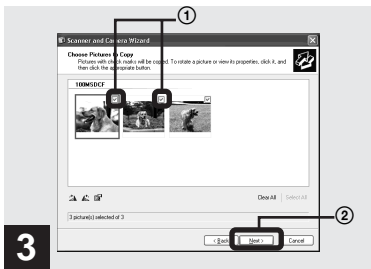 ①
Scanner and Camera Wizard
Choose Pictures to Copy
Pictures with check marks will be copied. To rotate a picture or view its properties, click it, and
then click the appropriate button.
100MSDCF
Clear All Select All
3 picture(s) selected of 3
②
< Back Next > Cancel
3